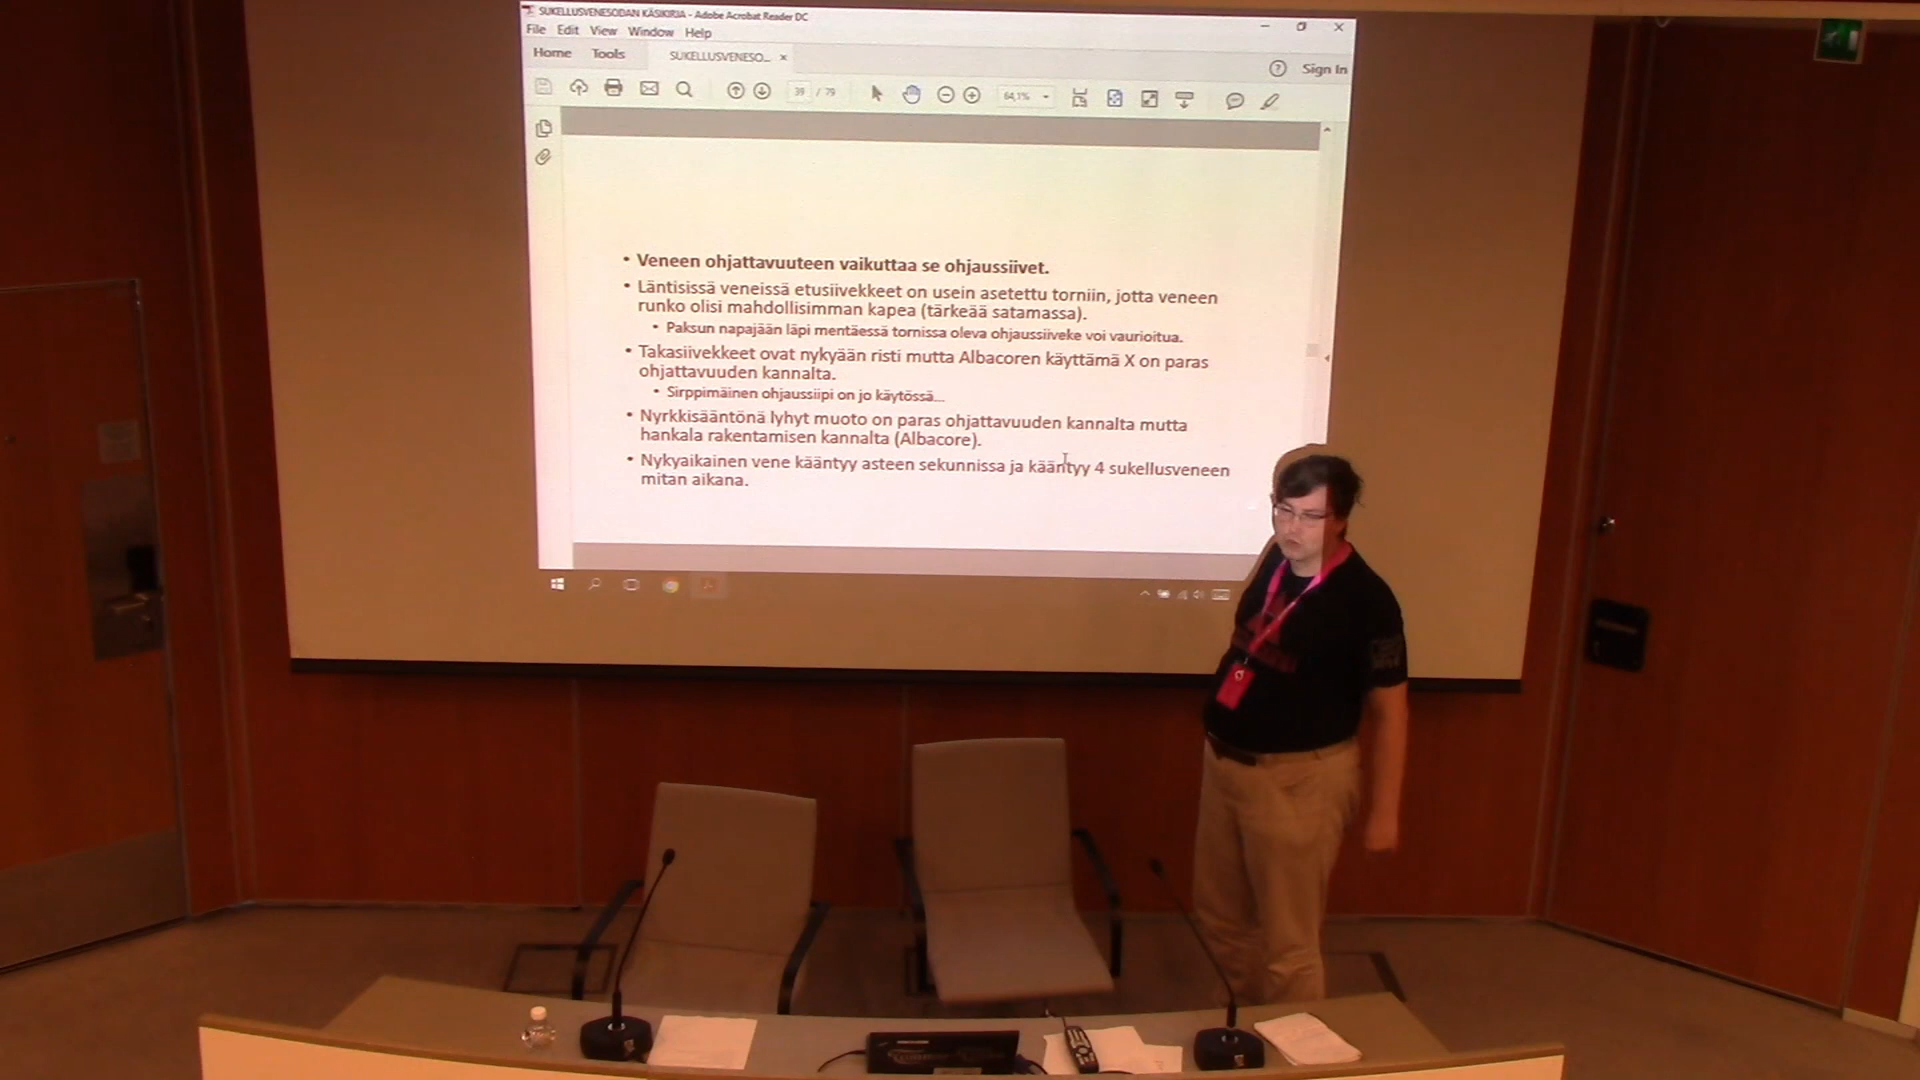 SUKELLUSVENESODAN KÄSIKIRJA - Adobe Acrobat Reader DC
File Edit View Window Help
Home Tools SUKELLUSVENESO... ×
Sign In
39 / 79 64,1%
• Veneen ohjattavuuteen vaikuttaa se ohjaussiivet.
• Läntisissä veneissä etusiivekkeet on usein asetettu torniin, jotta veneen
runko olisi mahdollisimman kapea (tärkeää satamassa).
• Paksun napajään läpi mentäessä tornissa oleva ohjaussiiveke voi vaurioitua.
• Takasiivekkeet ovat nykyään risti mutta Albacoren käyttämä X on paras
ohjattavuuden kannalta.
• Sirppimäinen ohjaussiipi on jo käytössä...
• Nyrkkisääntönä lyhyt muoto on paras ohjattavuuden kannalta mutta
hankala rakentamisen kannalta (Albacore).
• Nykyaikainen vene kääntyy asteen sekunnissa ja kääntyy 4 sukellusveneen
mitan aikana.